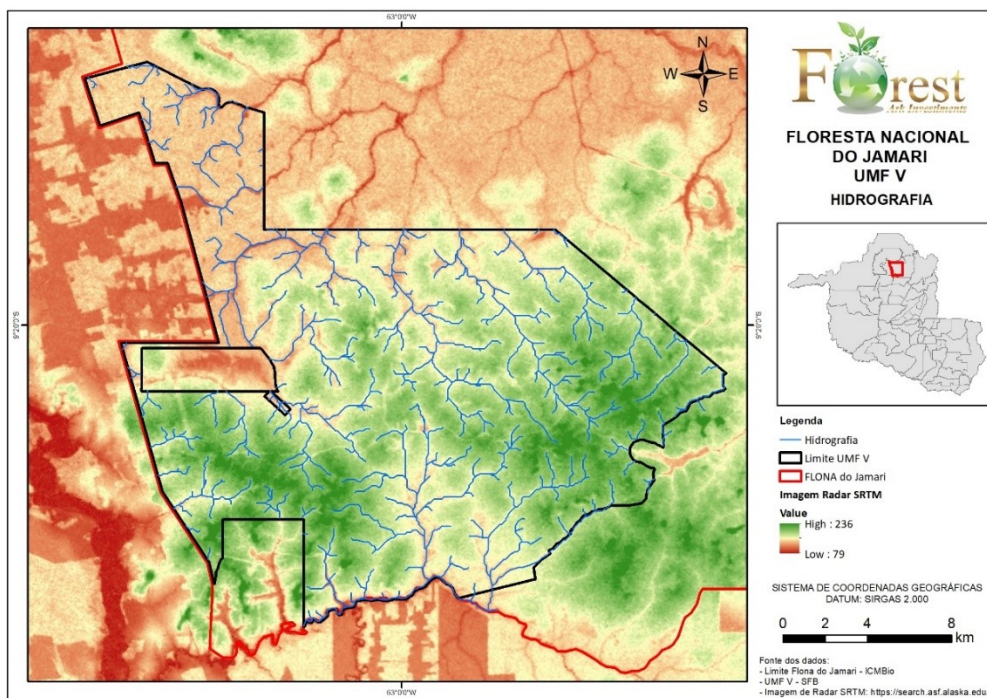 63°0'0"W
N
W E
S
9°20'0"S
9°20'0"S
63°0'0"W
Forest
Ark Investiments
FLORESTA NACIONAL
DO JAMARI
UMF V
HIDROGRAFIA
Legenda
Hidrografia
Limite UMF V
FLONA do Jamari
Imagem Radar SRTM
Value
High : 236
Low : 79
SISTEMA DE COORDENADAS GEOGRÁFICAS
DATUM: SIRGAS 2.000
0 2 4 8
km
Fonte dos dados:
- Limite Flona do Jamari - ICMBio
- UMF V - SFB
- Imagem de Radar SRTM: https://search.asf.alaska.edu